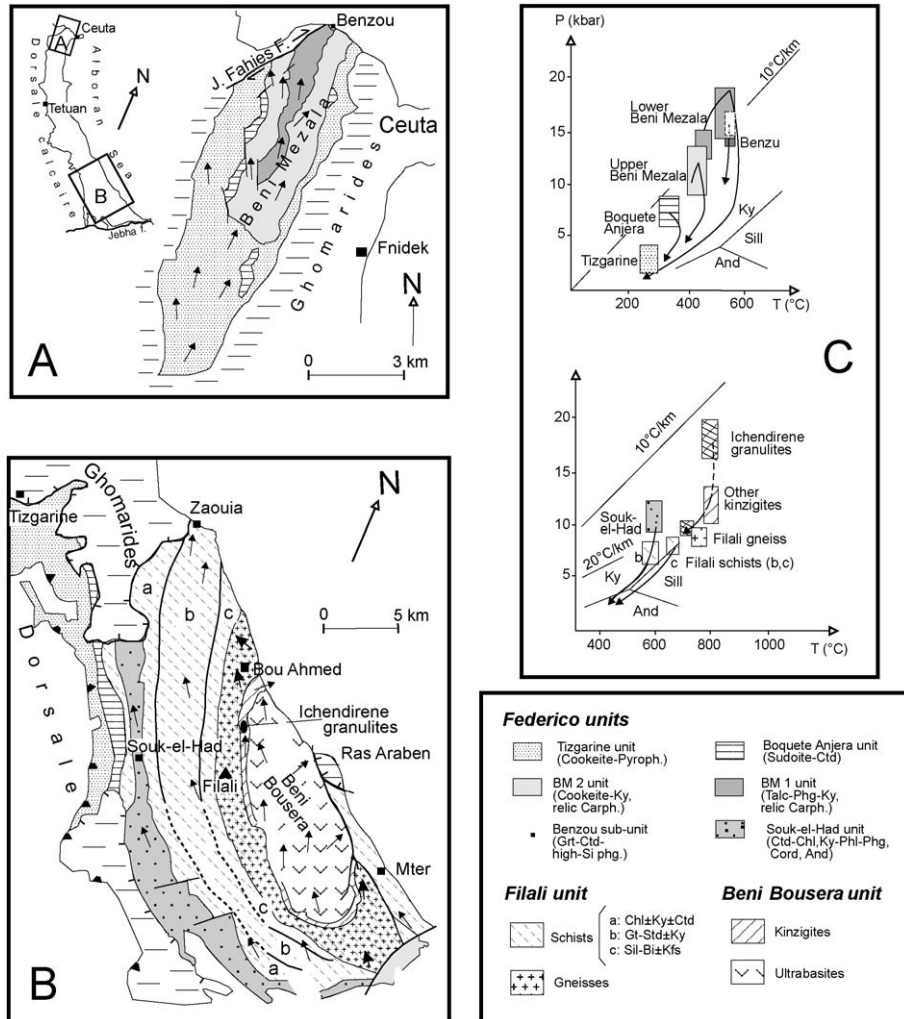 Ceuta
A
Dorsale calcaire
Alboran Sea
Tetuan
B
Jebha f.
N
J. Fahies F.
Benzou
Beni Mezala
Ceuta
Ghomarides
Fnidek
N
A
0 3 km
P (kbar)
20
15
10
5
10°C/km
Lower
Beni Mezala
Benzu
Upper
Beni Mezala
Boquete
Anjera
Tizgarine
Ky
Sill
And
200 400 600
T (°C)
C
20
15
10
5
10°C/km
Ichendirene
granulites
Other
kinzigites
Souk-
el-Had
20°C/km
Filali gneiss
b
c
Filali schists (b,c)
Ky
Sill
And
400 600 800 1000
T (°C)
Ghomarides
Tizgarine
Zaouia
N
a
b
c
0 5 km
Dorsale
Bou Ahmed
Ichendirene
granulites
Souk-el-Had
Filali
Ras Araben
Beni
Bousera
Mter
c
b
a
B
Federico units
Tizgarine unit
(Cookeite-Pyroph.)
Boquete Anjera unit
(Sudoite-Ctd)
BM 2 unit
(Cookeite-Ky,
relic Carph.)
BM 1 unit
(Talc-Phg-Ky,
relic Carph.)
Benzou sub-unit
(Grt-Ctd-
high-Si phg.)
Souk-el-Had unit
(Ctd-Chl,Ky-Phl-Phg,
Cord, And)
Filali unit
Schists
a: Chl±Ky±Ctd
b: Gt-Std±Ky
c: Sil-Bi±Kfs
Gneisses
Beni Bousera unit
Kinzigites
Ultrabasites